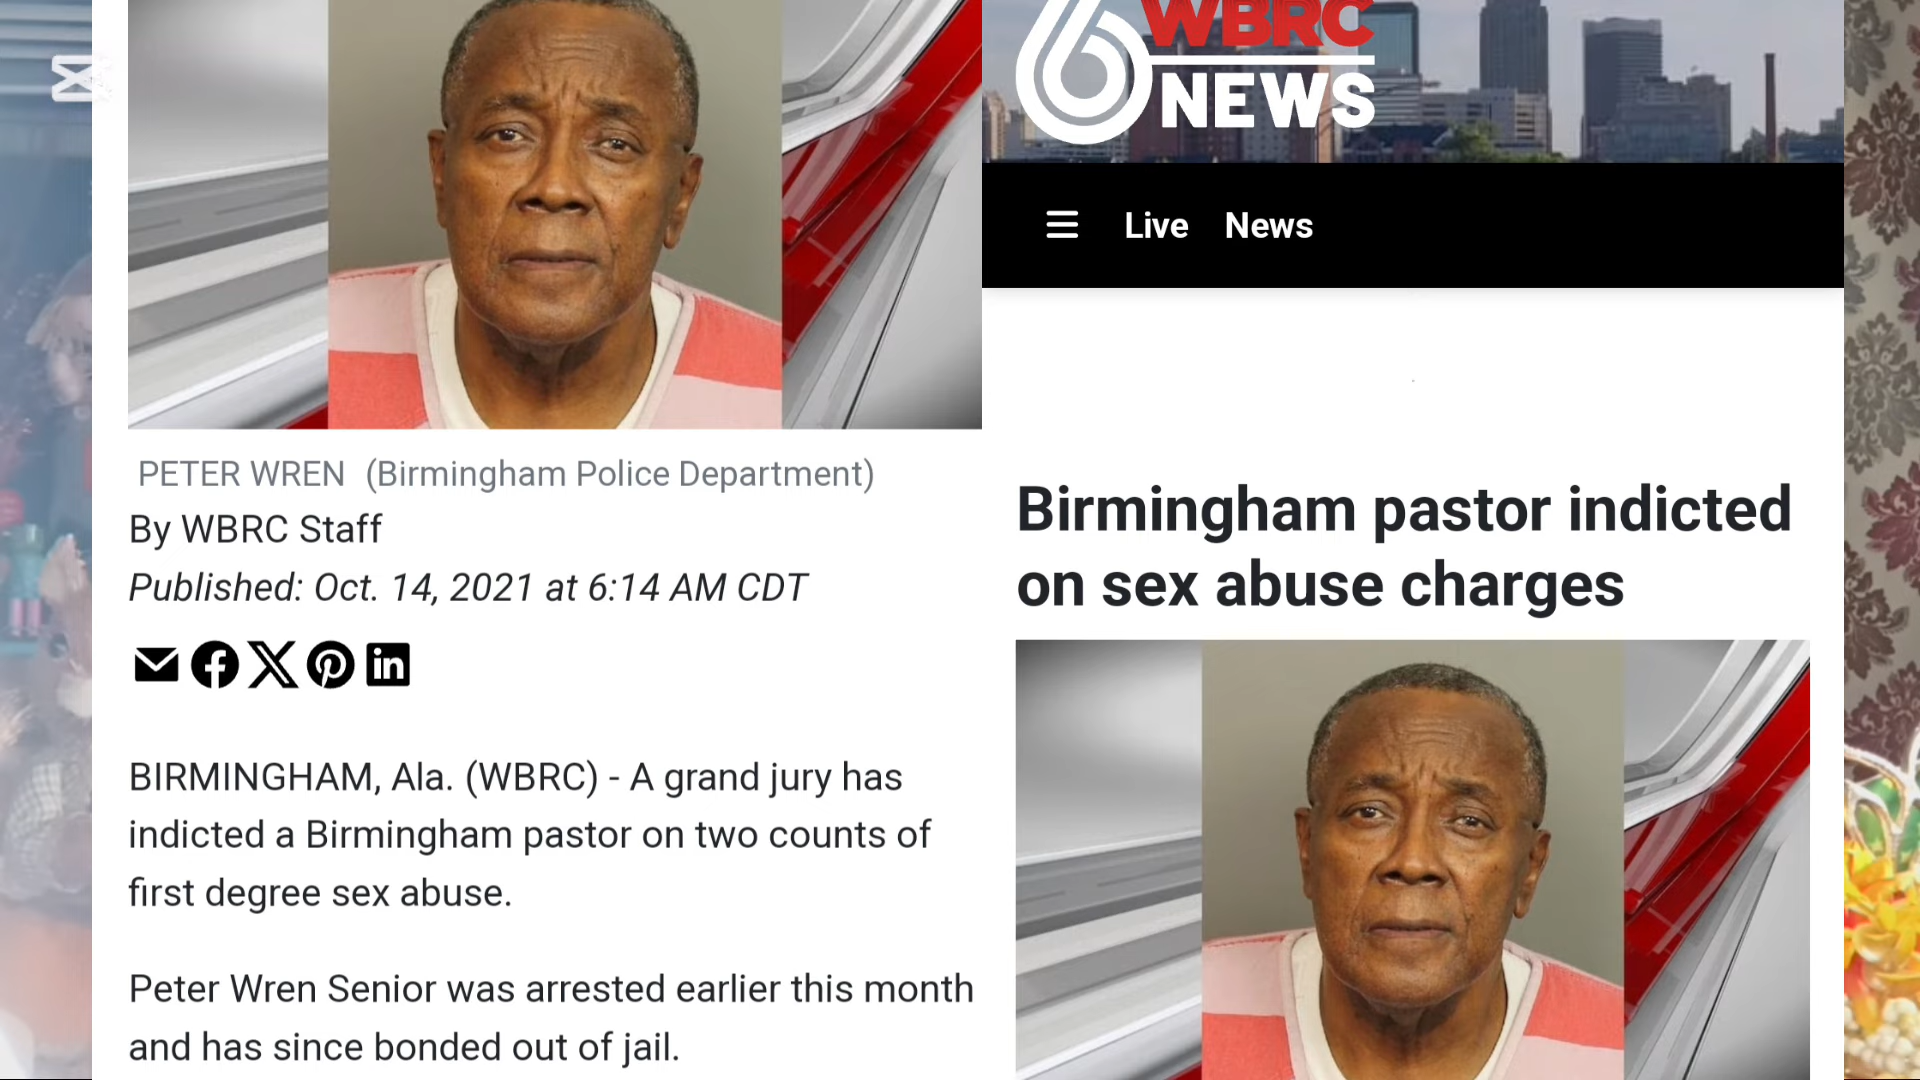 PETER WREN (Birmingham Police Department)
By WBRC Staff
Published: Oct. 14, 2021 at 6:14 AM CDT
BIRMINGHAM, Ala. (WBRC) - A grand jury has
indicted a Birmingham pastor on two counts of
first degree sex abuse.
Peter Wren Senior was arrested earlier this month
and has since bonded out of jail.
6 WBRC
NEWS
Live News
Birmingham pastor indicted
on sex abuse charges